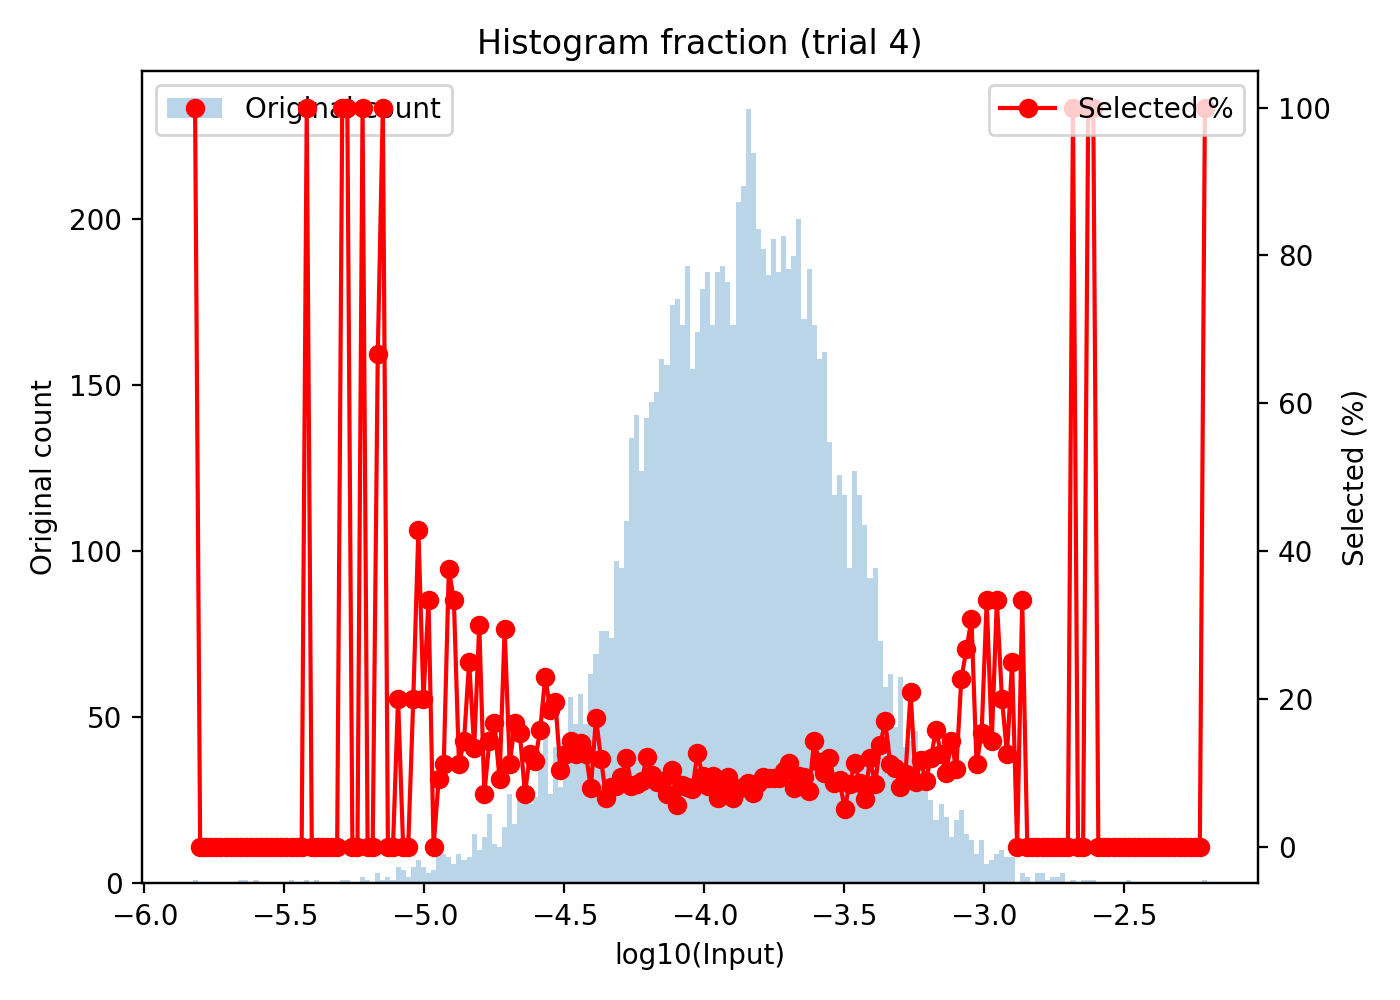 Histogram fraction (trial 4)
Original count
Selected %
200
150
100
50
0
Original count
100
80
60
40
20
0
Selected (%)
−6.0 −5.5 −5.0 −4.5 −4.0 −3.5 −3.0 −2.5
log10(Input)